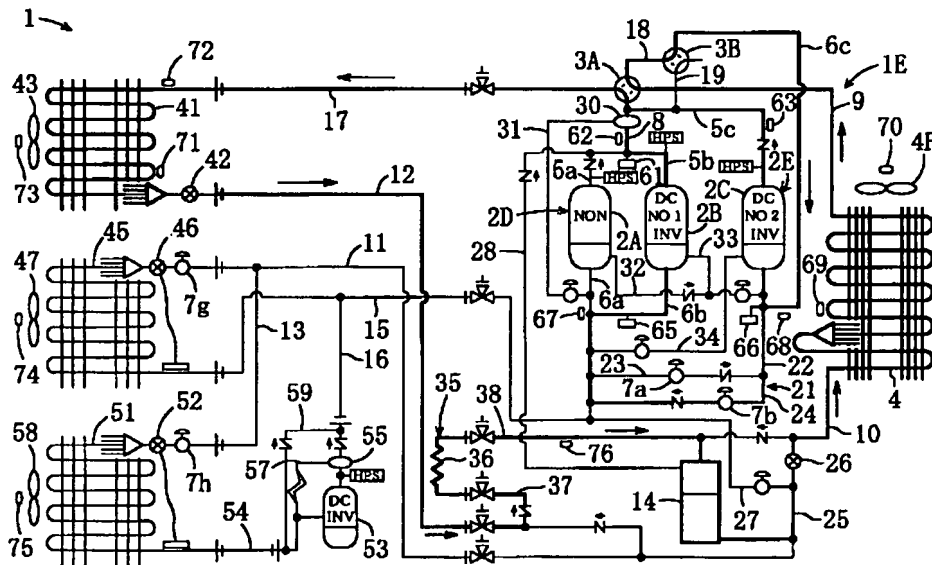 1
72
18
3B
6c
3A
19
1E
43
41
30
9
63
17
31
8
HPS
5c
70
4F
62
71
42
12
61
5b
HPS
5a
HPS
2E
73
2C
2D
NON
DC
NO 1
INV
2B
DC
NO 2
INV
2A
45
46
11
28
33
69
47
32
7g
6a
15
67
65
6b
66
68
13
34
74
16
23
22
7a
21
35
38
24
4
51
52
59
7b
10
58
55
76
7h
57
HPS
36
26
37
14
27
25
DC
INV
53
75
54